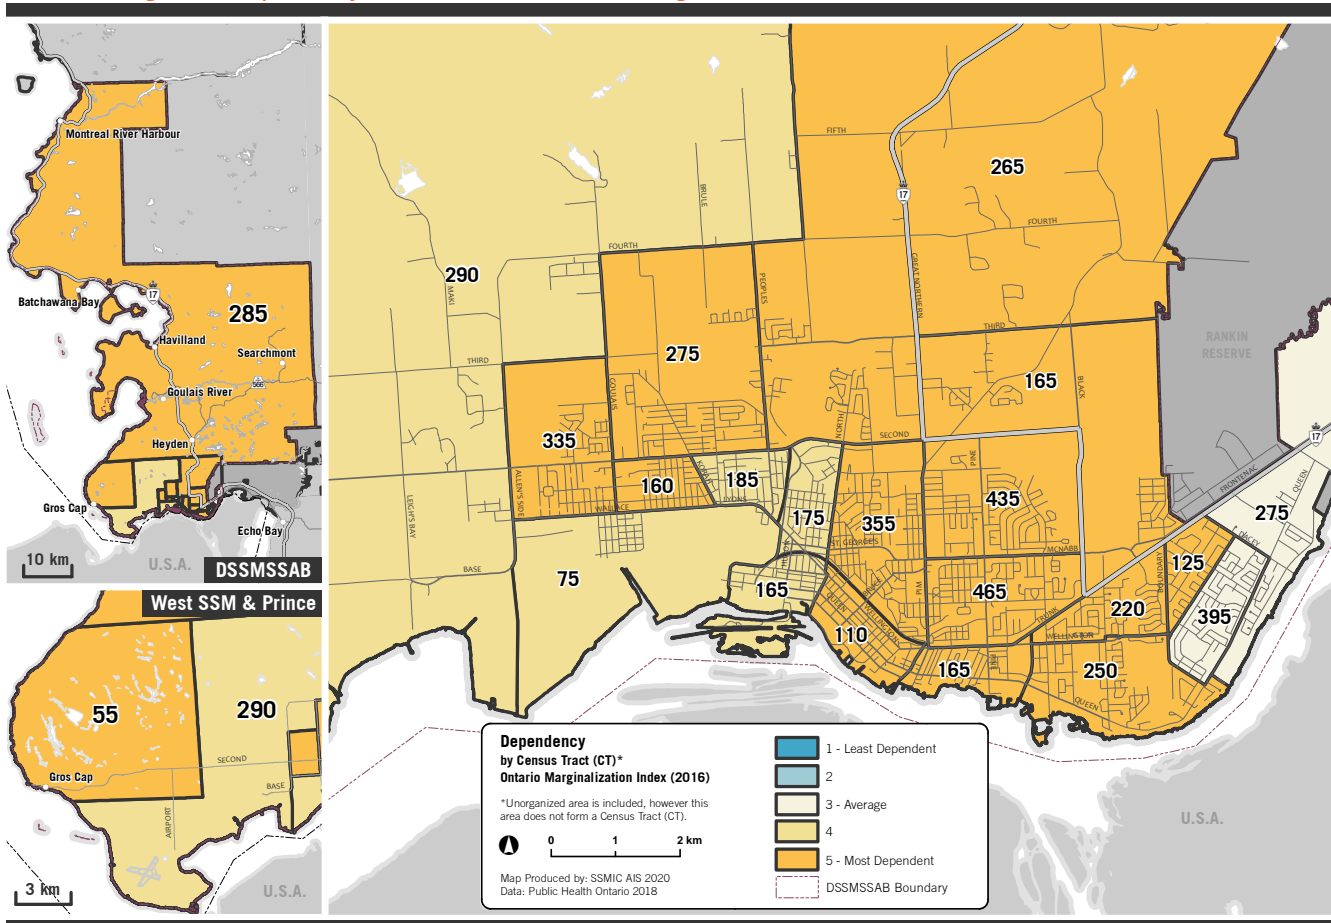 Montreal River Harbour
17
Batchawana Bay
285
Havilland
Searchmont
566
Goulais River
Heyden
Gros Cap
Echo Bay
10 km
U.S.A.
DSSMSSAB
West SSM & Prince
55
290
SECOND
Gros Cap
BASE
AIRPORT
3 km
U.S.A.
FIFTH
265
17
BRULE
FOURTH
FOURTH
290
MAKI
PEOPLES
GREAT NORTHERN
THIRD
RANKIN
RESERVE
275
THIRD
165
GOULAIS
BLACK
NORTH
335
SECOND
17
PINE
KORAH
ALLEN'S SIDE
160
185
LYONS
435
FRONTENAC
QUEEN
LEIGH'S BAY
WALLACE
175
355
275
ST. GEORGE'S
DACEY
HURON
MCNABB
BASE
75
165
BOUNDARY
125
BRUCE
PIM
465
QUEEN
WELLINGTON
TRUNK
220
395
110
WELLINGTON
165
250
QUEEN
Dependency
by Census Tract (CT)*
Ontario Marginalization Index (2016)
*Unorganized area is included, however this
area does not form a Census Tract (CT).
0 1 2 km
Map Produced by: SSMIC AIS 2020
Data: Public Health Ontario 2018
1 - Least Dependent
2
3 - Average
4
5 - Most Dependent
DSSMSSAB Boundary
U.S.A.